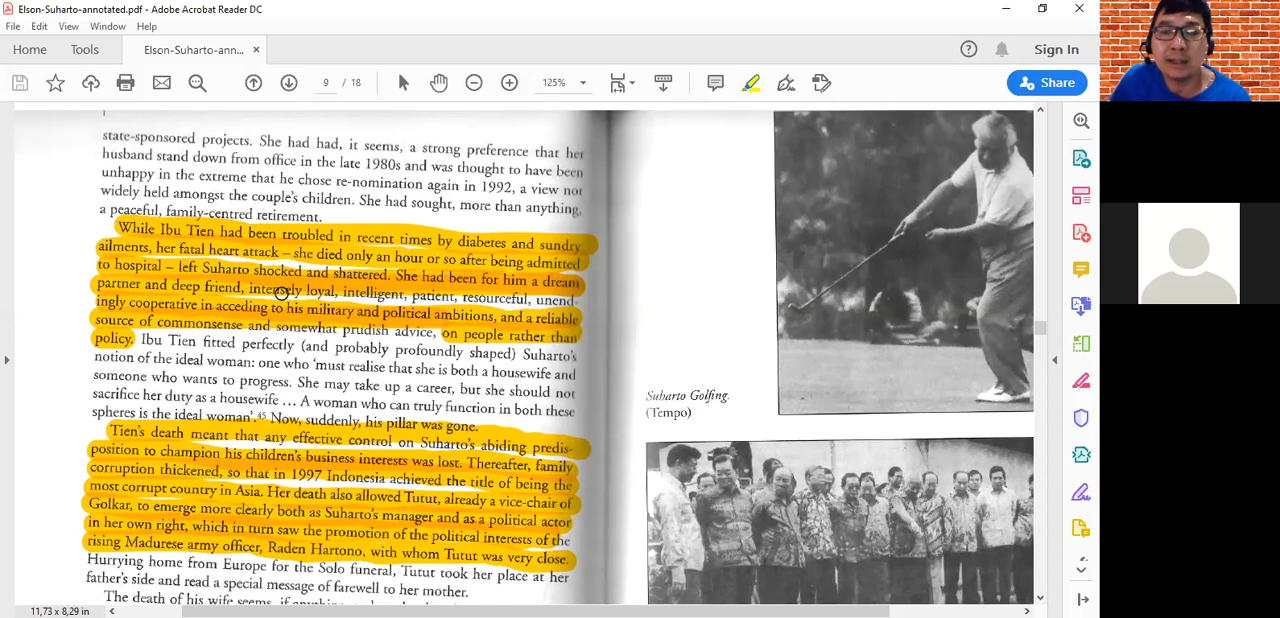 Elson-Suharto-annotated.pdf - Adobe Acrobat Reader DC
File Edit View Window Help
Home Tools Elson-Suharto-ann... × Sign In
9 / 18 125% Share
state-sponsored projects. She had had, it seems, a strong preference that her
husband stand down from office in the late 1980s and was thought to have been
unhappy in the extreme that he chose re-nomination again in 1992, a view not
widely held amongst the couple's children. She had sought, more than anything,
a peaceful, family-centred retirement.
While Ibu Tien had been troubled in recent times by diabetes and sundry
ailments, her fatal heart attack – she died only an hour or so after being admitted
to hospital – left Suharto shocked and shattered. She had been for him a dream
partner and deep friend, intensely loyal, intelligent, patient, resourceful, unend-
ingly cooperative in acceding to his military and political ambitions, and a reliable
source of commonsense and somewhat prudish advice, on people rather than
policy. Ibu Tien fitted perfectly (and probably profoundly shaped) Suharto's
notion of the ideal woman: one who 'must realise that she is both a housewife and
someone who wants to progress. She may take up a career, but she should not
sacrifice her duty as a housewife … A woman who can truly function in both these
spheres is the ideal woman'.45 Now, suddenly, his pillar was gone.
Tien's death meant that any effective control on Suharto's abiding predis-
position to champion his children's business interests was lost. Thereafter, family
corruption thickened, so that in 1997 Indonesia achieved the title of being the
most corrupt country in Asia. Her death also allowed Tutut, already a vice-chair of
Golkar, to emerge more clearly both as Suharto's manager and as a political actor
in her own right, which in turn saw the promotion of the political interests of the
rising Madurese army officer, Raden Hartono, with whom Tutut was very close.
Hurrying home from Europe for the Solo funeral, Tutut took her place at her
father's side and read a special message of farewell to her mother.
The death of his wife seems, if anything
Suharto Golfing.
(Tempo)
11,73 x 8,29 in